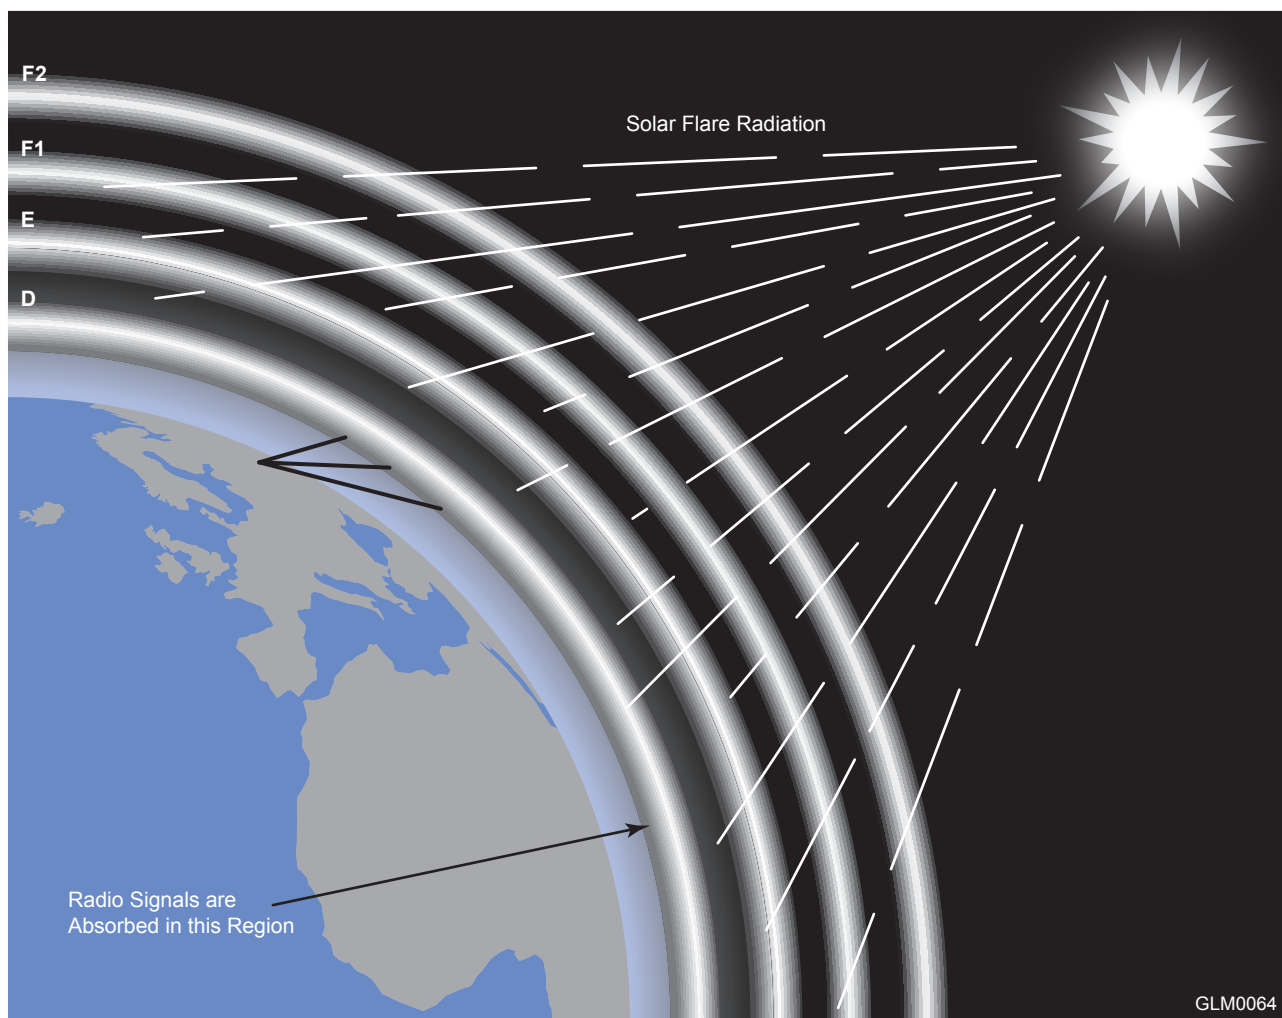 F2
Solar Flare Radiation
F1
E
D
Radio Signals are
Absorbed in this Region
GLM0064